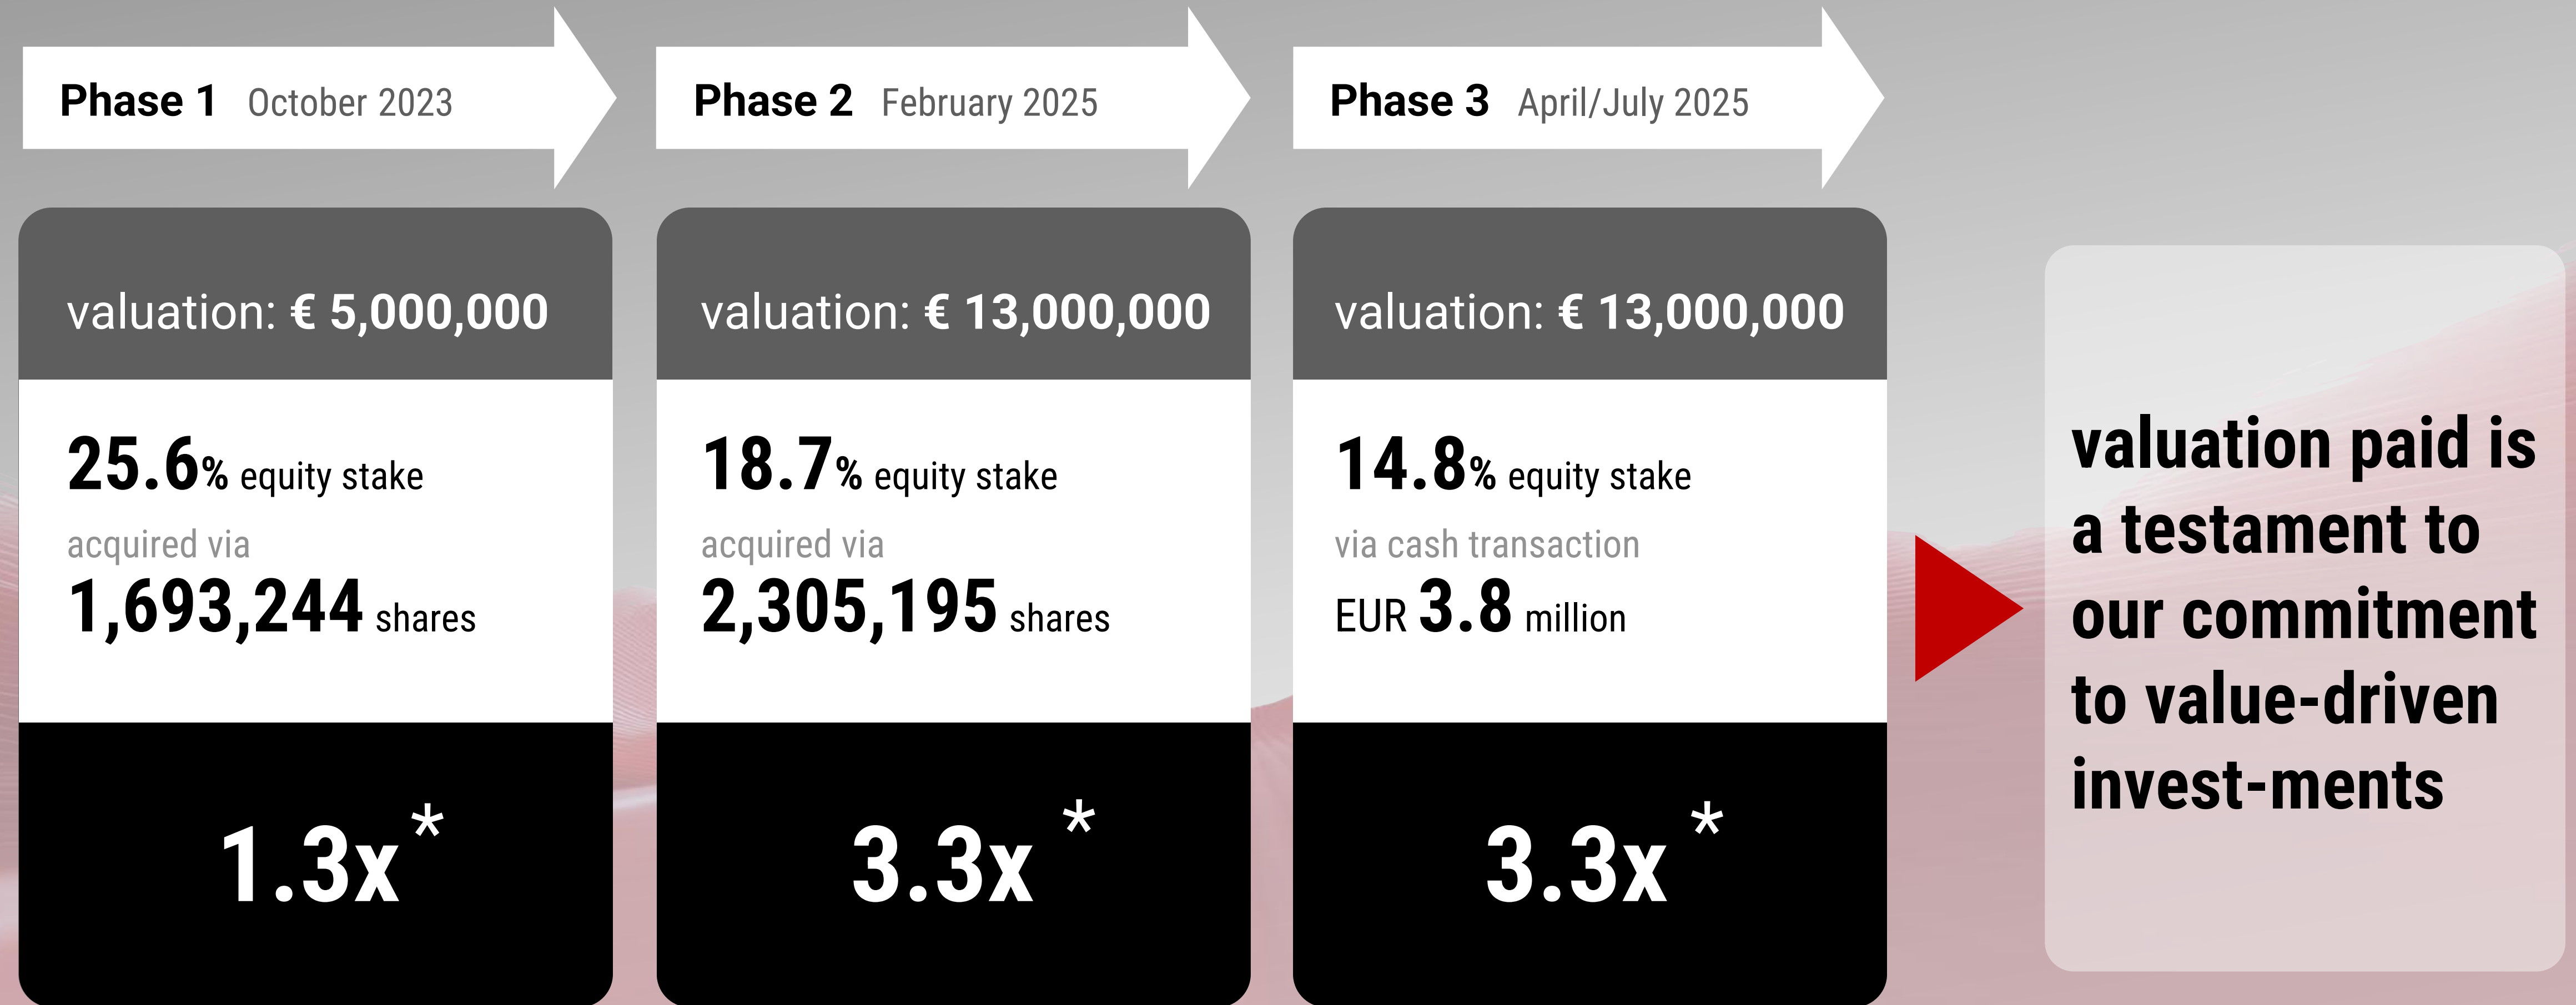 Phase 1 October 2023
valuation: € 5,000,000
25.6% equity stake
acquired via
1,693,244 shares
1.3x*
Phase 2 February 2025
valuation: € 13,000,000
18.7% equity stake
acquired via
2,305,195 shares
3.3x*
Phase 3 April/July 2025
valuation: € 13,000,000
14.8% equity stake
via cash transaction
EUR 3.8 million
3.3x*
valuation paid is
a testament to
our commitment
to value-driven
invest-ments